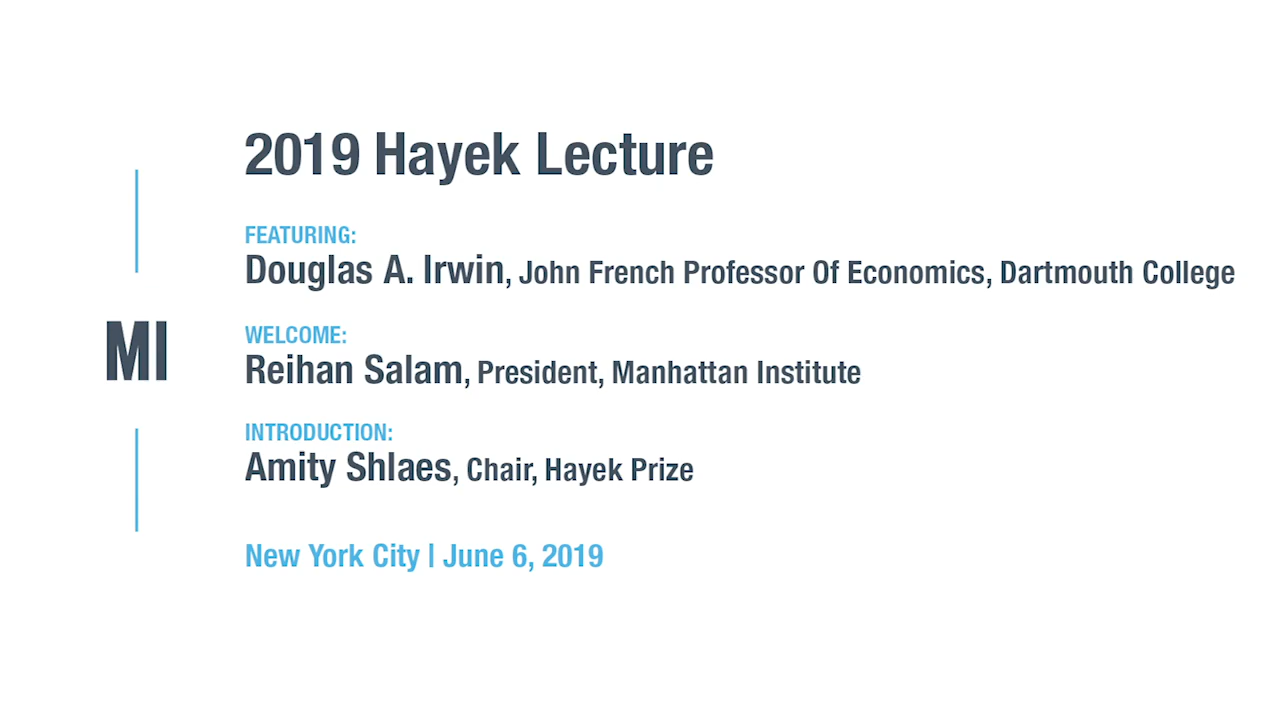 2019 Hayek Lecture
FEATURING:
Douglas A. Irwin, John French Professor Of Economics, Dartmouth College
WELCOME:
MI
Reihan Salam, President, Manhattan Institute
INTRODUCTION:
Amity Shlaes, Chair, Hayek Prize
New York City | June 6, 2019